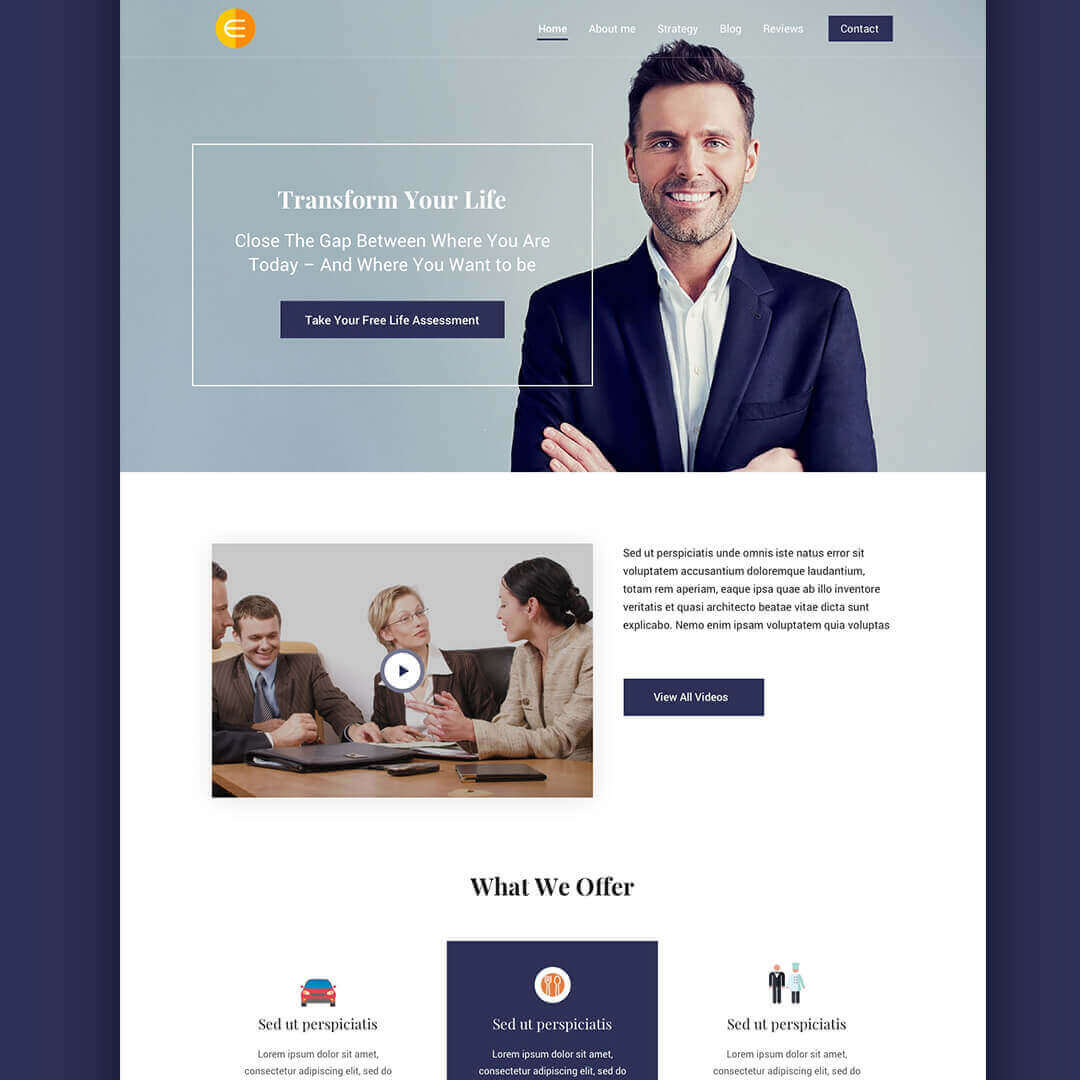 Home About me Strategy Blog Reviews Contact
Transform Your Life
Close The Gap Between Where You Are
Today – And Where You Want to be
Take Your Free Life Assessment
Sed ut perspiciatis unde omnis iste natus error sit
voluptatem accusantium doloremque laudantium,
totam rem aperiam, eaque ipsa quae ab illo inventore
veritatis et quasi architecto beatae vitae dicta sunt
explicabo. Nemo enim ipsam voluptatem quia voluptas
View All Videos
What We Offer
Sed ut perspiciatis
Lorem ipsum dolor sit amet,
consectetur adipiscing elit, sed do
Sed ut perspiciatis
Lorem ipsum dolor sit amet,
consectetur adipiscing elit, sed do
Sed ut perspiciatis
Lorem ipsum dolor sit amet,
consectetur adipiscing elit, sed do